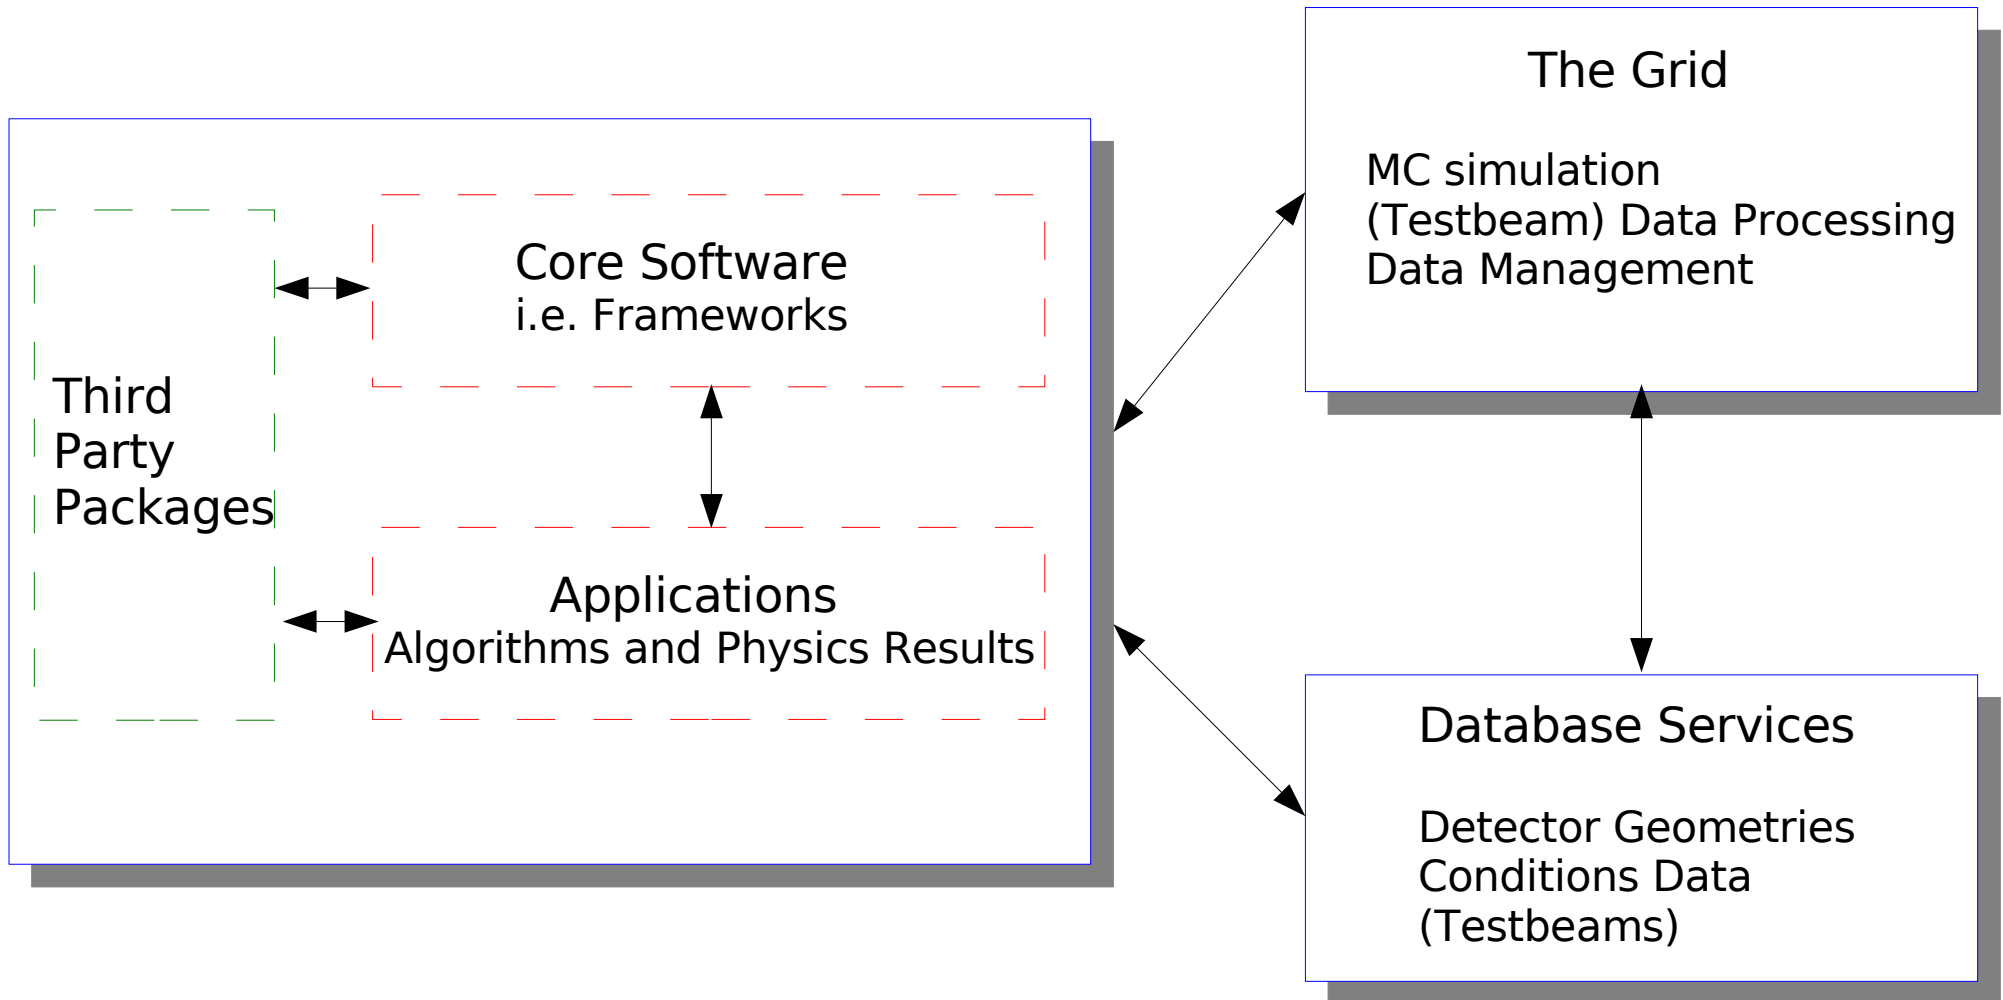 Third
Party
Packages
Core Software
i.e. Frameworks
Applications
Algorithms and Physics Results
The Grid
MC simulation
(Testbeam) Data Processing
Data Management
Database Services
Detector Geometries
Conditions Data
(Testbeams)